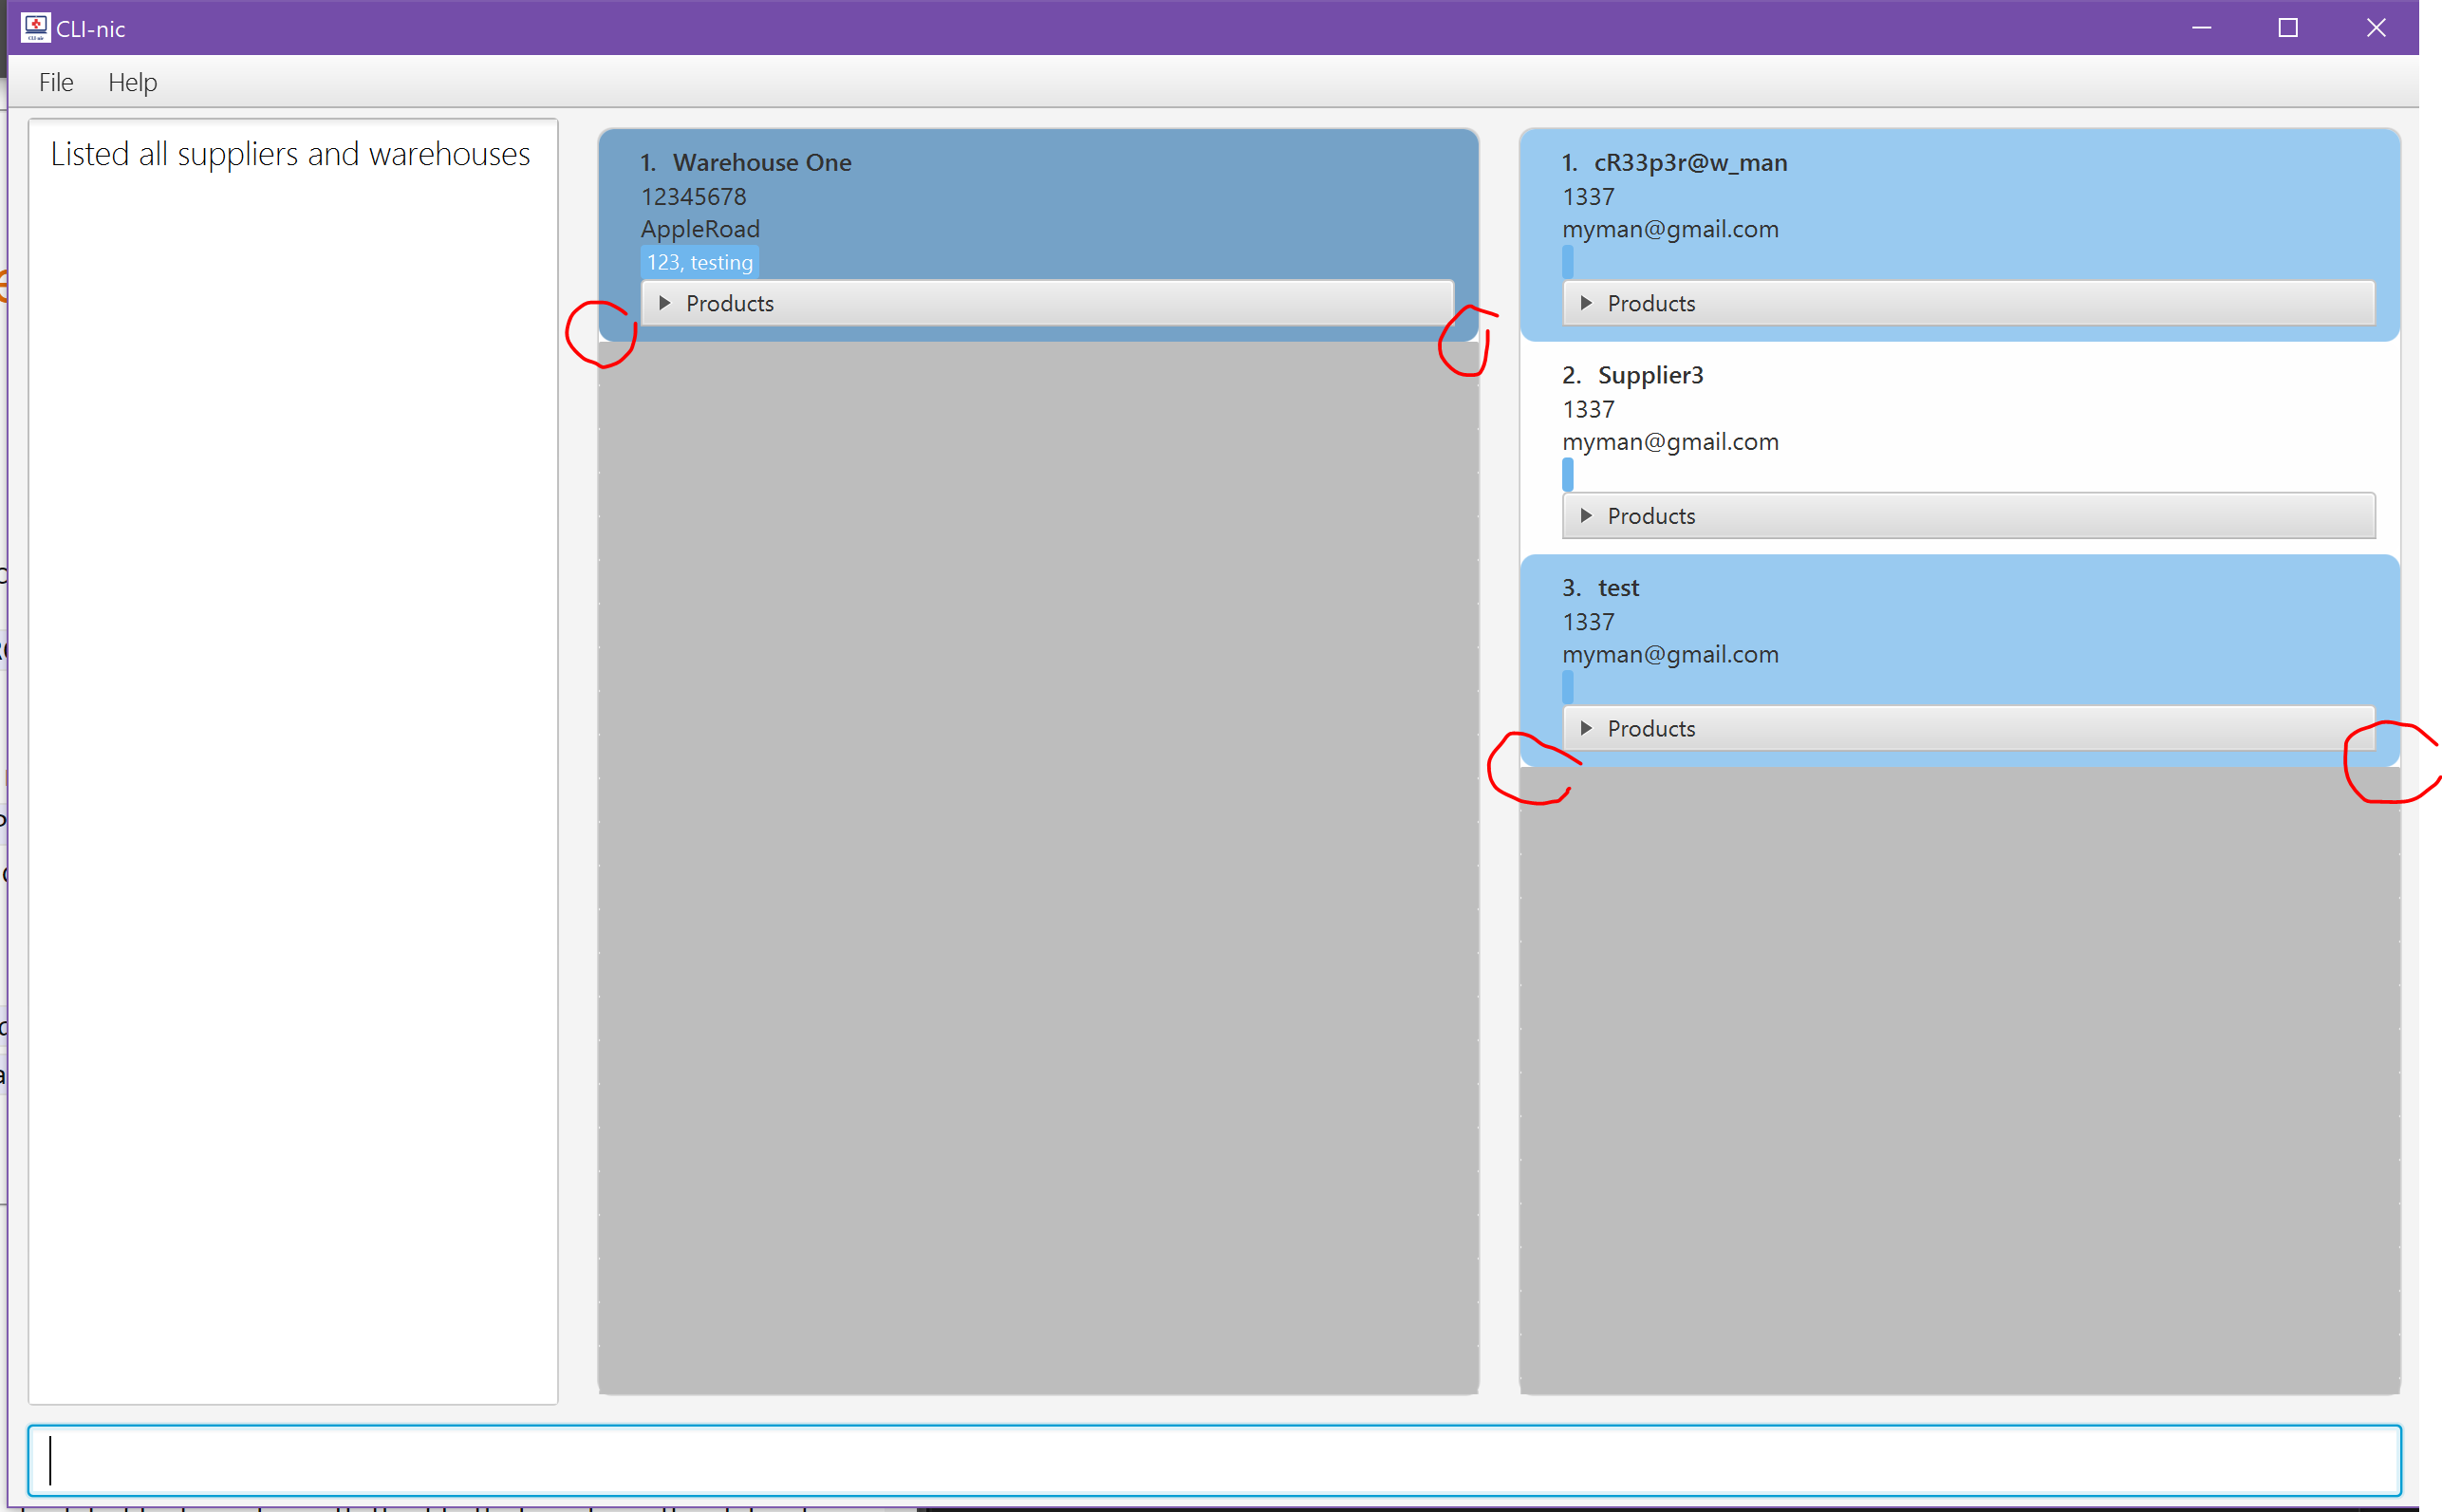 CLI-nic
File Help
Listed all suppliers and warehouses
1. Warehouse One
12345678
AppleRoad
123, testing
Products
1. cR33p3r@w_man
1337
myman@gmail.com
Products
2. Supplier3
1337
myman@gmail.com
Products
3. test
1337
myman@gmail.com
Products